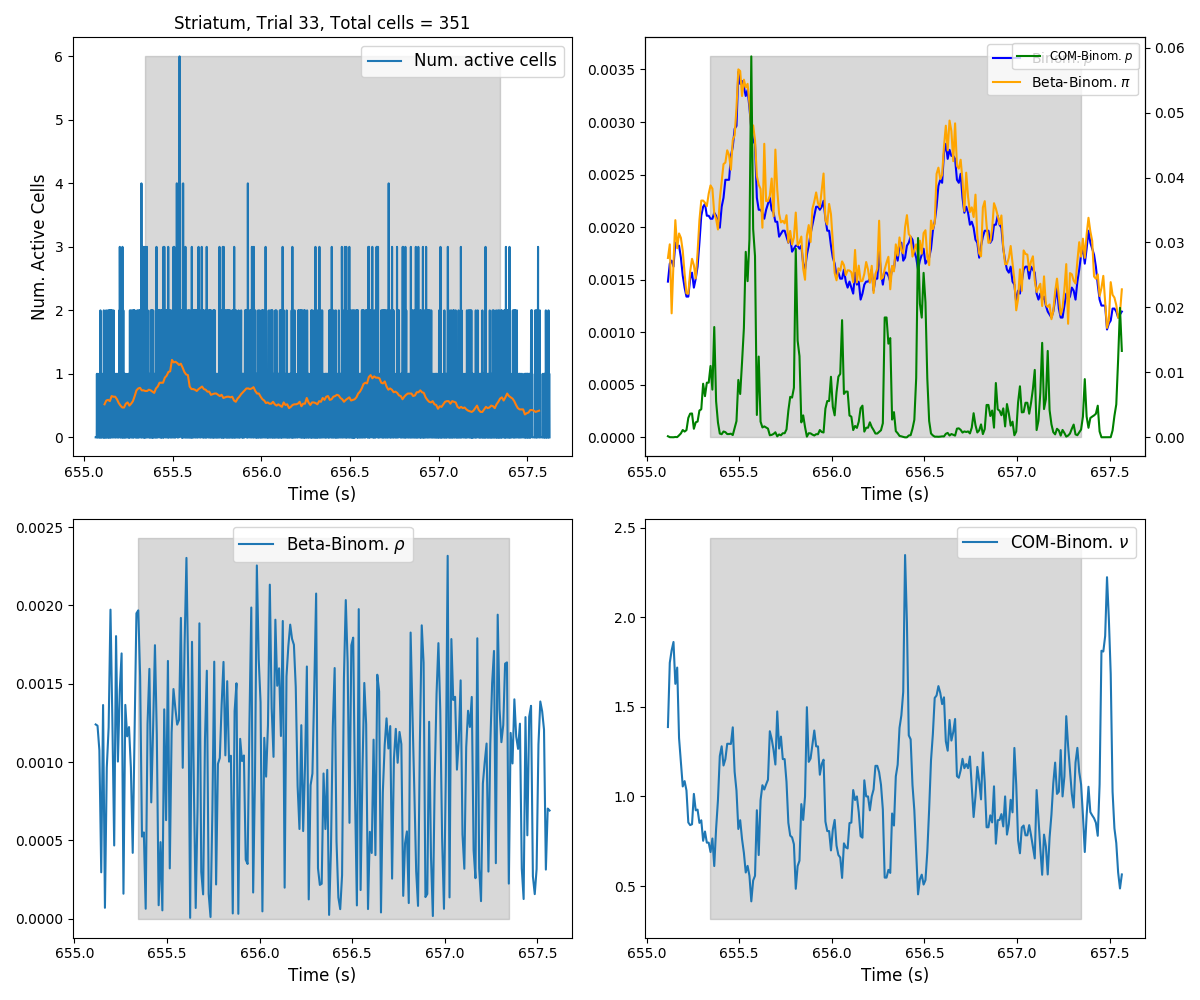 Striatum, Trial 33, Total cells = 351
Num. active cells
Num. Active Cells
6
5
4
3
2
1
0
655.0 655.5 656.0 656.5 657.0 657.5
Time (s)
COM-Binom. p
Beta-Binom. π
0.0035
0.0030
0.0025
0.0020
0.0015
0.0010
0.0005
0.0000
0.06
0.05
0.04
0.03
0.02
0.01
0.00
655.0 655.5 656.0 656.5 657.0 657.5
Time (s)
Beta-Binom. ρ
0.0025
0.0020
0.0015
0.0010
0.0005
0.0000
655.0 655.5 656.0 656.5 657.0 657.5
Time (s)
COM-Binom. ν
2.5
2.0
1.5
1.0
0.5
655.0 655.5 656.0 656.5 657.0 657.5
Time (s)